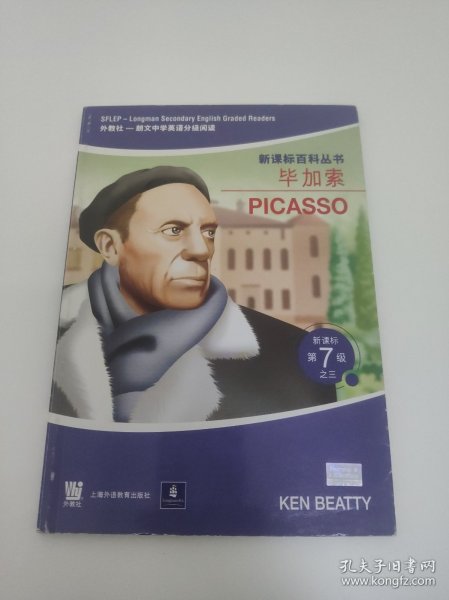 SFLEP – Longman Secondary English Graded Readers
外教社 — 朗文中学英语分级阅读
新课标百科丛书
毕加索
PICASSO
新课标
第7级
之三
外教社
上海外语教育出版社
KEN BEATTY
孔夫子旧书网
www.kongfz.com